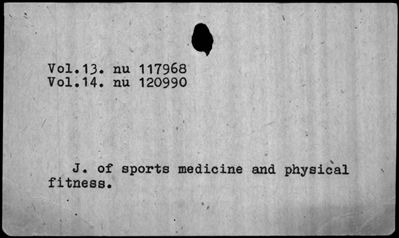 Vol.13. nu 117968
Vol.14. nu 120990
J. of sports medicine and physical
fitness.